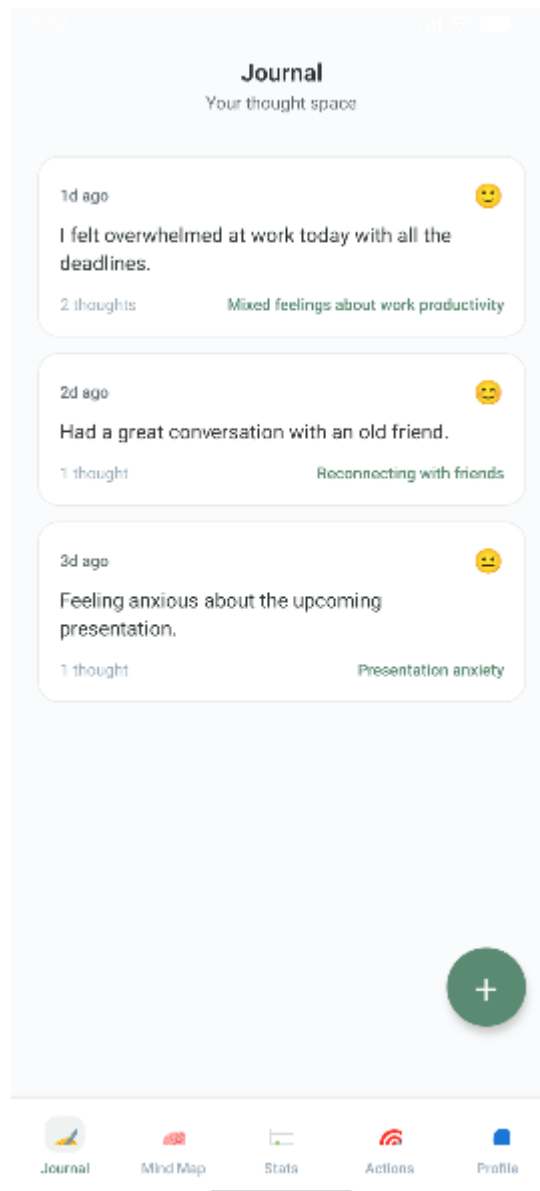 Journal
Your thought space
1d ago
I felt overwhelmed at work today with all the
deadlines.
2 thoughts
Mixed feelings about work productivity
2d ago
Had a great conversation with an old friend.
1 thought
Reconnecting with friends
3d ago
Feeling anxious about the upcoming
presentation.
1 thought
Presentation anxiety
+
Journal
Mind Map
Stats
Actions
Profile